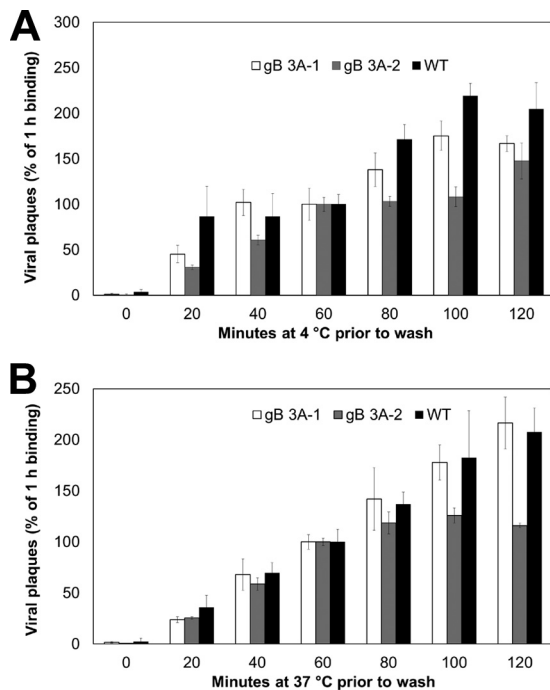 A
Viral plaques (% of 1 h binding)
300
250
200
150
100
50
0
gB 3A-1 gB 3A-2 WT
0 20 40 60 80 100 120
Minutes at 4 °C prior to wash
B
Viral plaques (% of 1 h binding)
250
200
150
100
50
0
gB 3A-1 gB 3A-2 WT
0 20 40 60 80 100 120
Minutes at 37 °C prior to wash